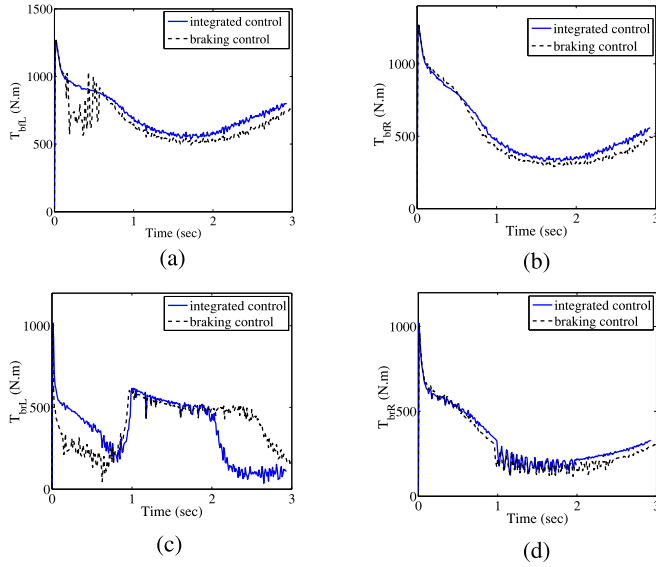 1500
1000
500
0
0
1
2
3
T_bfL (N.m)
Time (sec)
integrated control
braking control
(a)
1000
500
0
0
1
2
3
T_bfR (N.m)
Time (sec)
integrated control
braking control
(b)
1000
500
0
0
1
2
3
T_brL (N.m)
Time (sec)
integrated control
braking control
(c)
1000
500
0
0
1
2
3
T_brR (N.m)
Time (sec)
integrated control
braking control
(d)